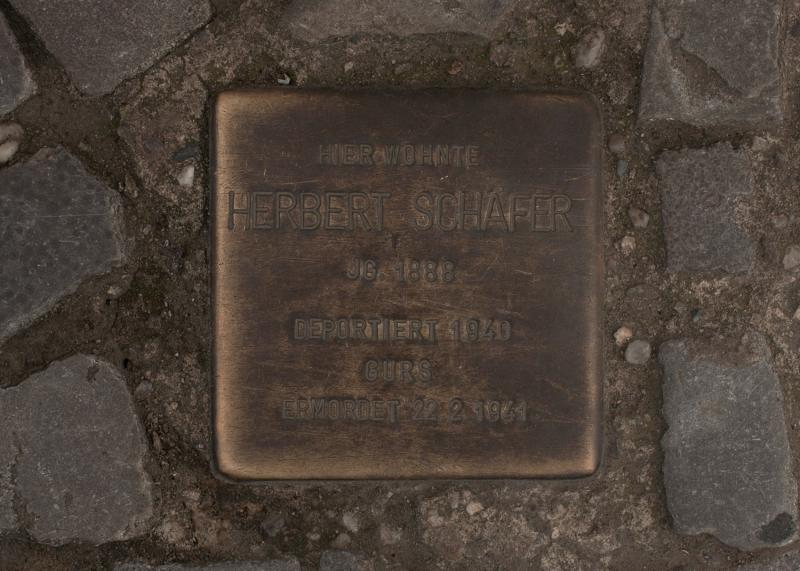 HIER WOHNTE
HERBERT SCHÄFER
JG. 1888
DEPORTIERT 1940
GURS
ERMORDET 22.2.1941